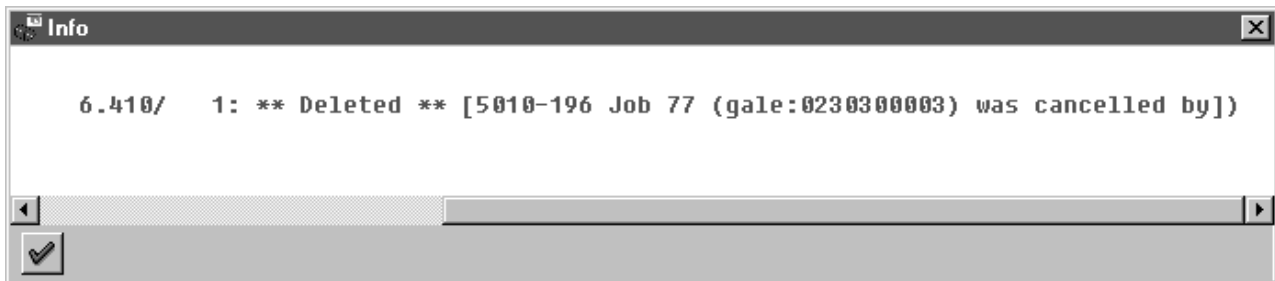 Info
6.410/   1: ** Deleted ** [5010-196 Job 77 (gale:0230300003) was cancelled by])